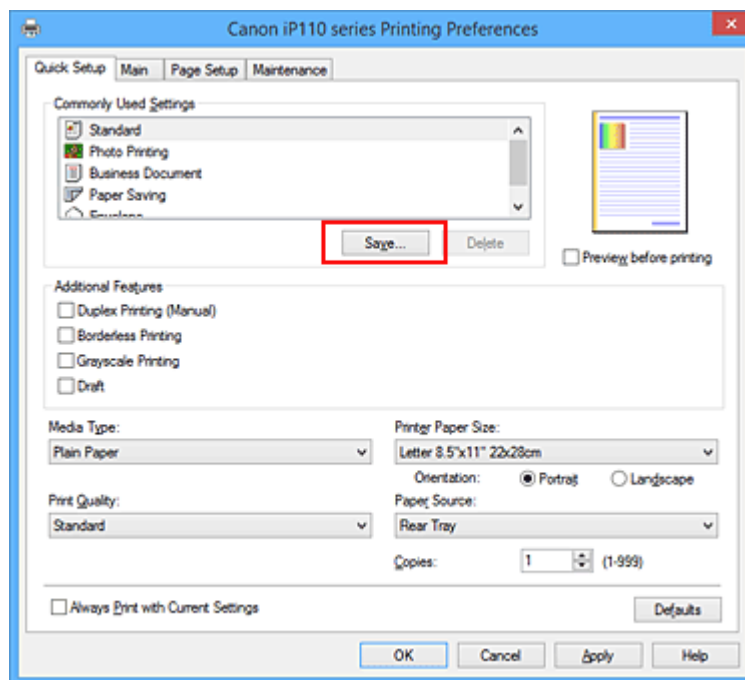 Canon iP110 series Printing Preferences
Quick Setup Main Page Setup Maintenance
Commonly Used Settings
Standard
Photo Printing
Business Document
Paper Saving
Envelope
Save... Delete
Preview before printing
Additional Features
Duplex Printing (Manual)
Borderless Printing
Grayscale Printing
Draft
Media Type:
Plain Paper
Printer Paper Size:
Letter 8.5"x11" 22x28cm
Orientation: Portrait Landscape
Print Quality:
Standard
Paper Source:
Rear Tray
Copies: 1 (1-999)
Always Print with Current Settings
Defaults
OK Cancel Apply Help